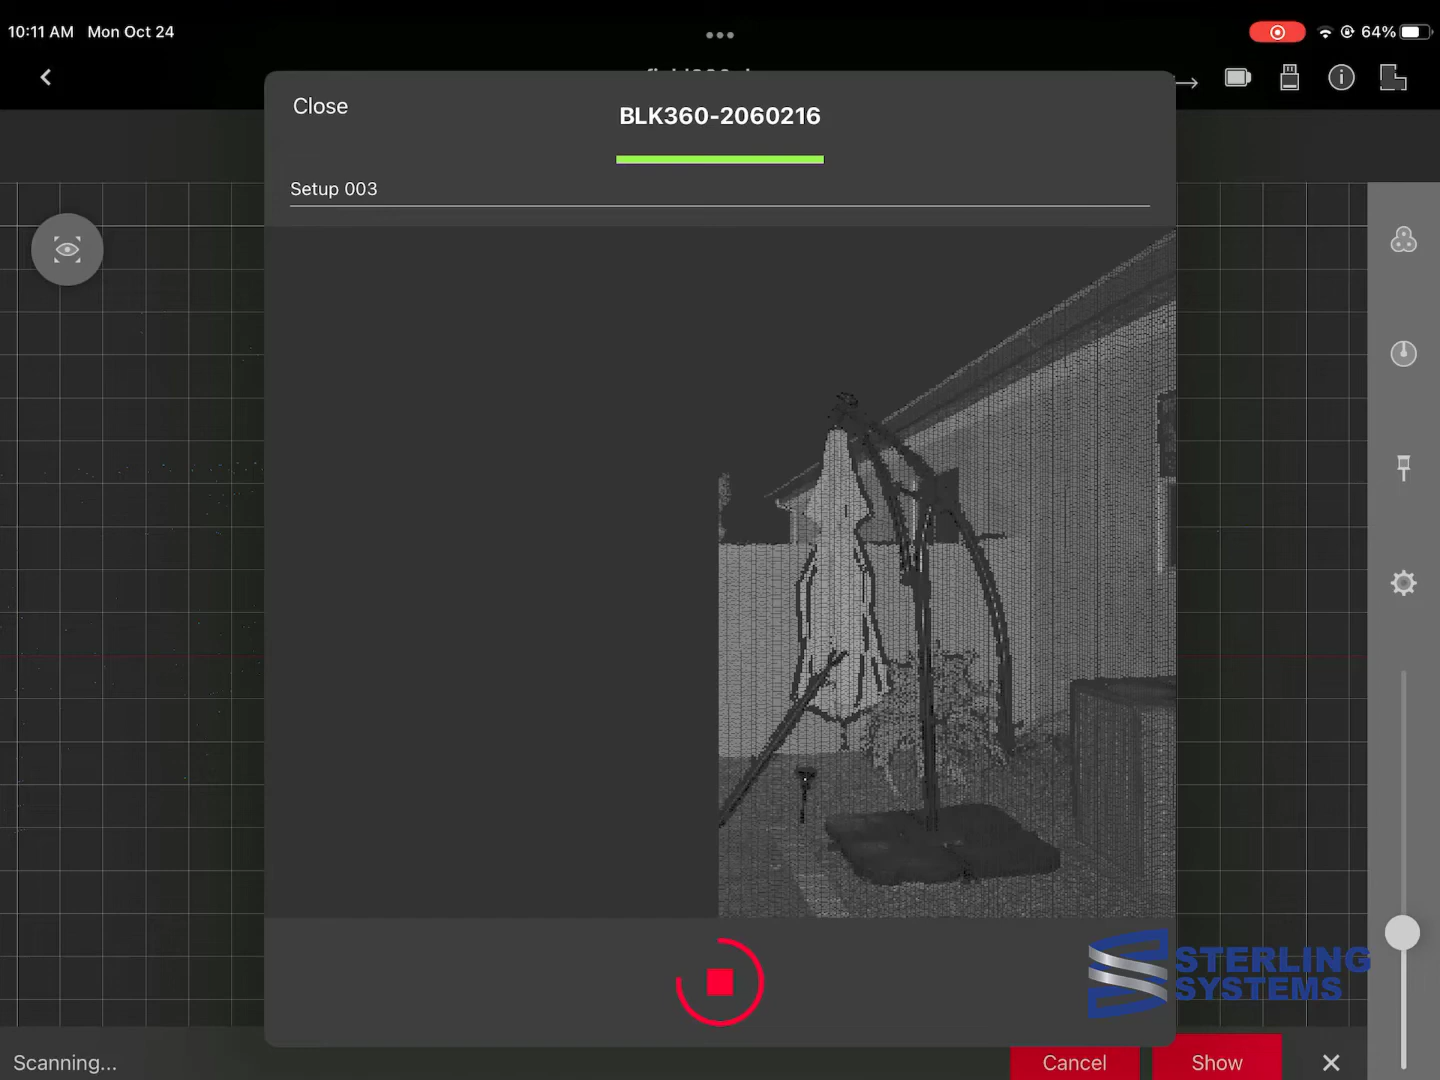 10:11 AM Mon Oct 24
64%
Close
BLK360-2060216
Setup 003
STERLING
SYSTEMS
Scanning...
Cancel
Show